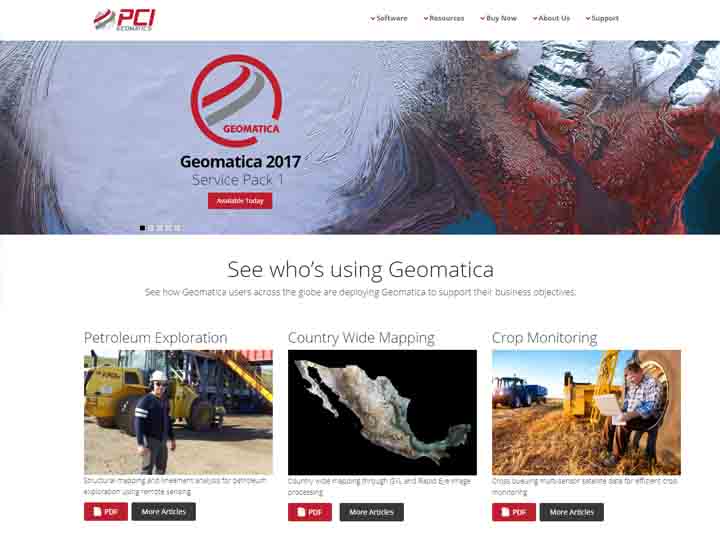 PCI
GEOMATICS
Software
Resources
Buy Now
About Us
Support
GEOMATICA
Geomatica 2017
Service Pack 1
Available Today
See who's using Geomatica
See how Geomatica users across the globe are deploying Geomatica to support their business objectives.
Petroleum Exploration
Structural mapping and lineament analysis for petroleum
exploration using remote sensing
PDF
More Articles
Country Wide Mapping
Country wide mapping through GXL and Rapid Eye image
processing
PDF
More Articles
Crop Monitoring
Crops queuing multi-sensor satelite data for efficient crop
monitoring
PDF
More Articles